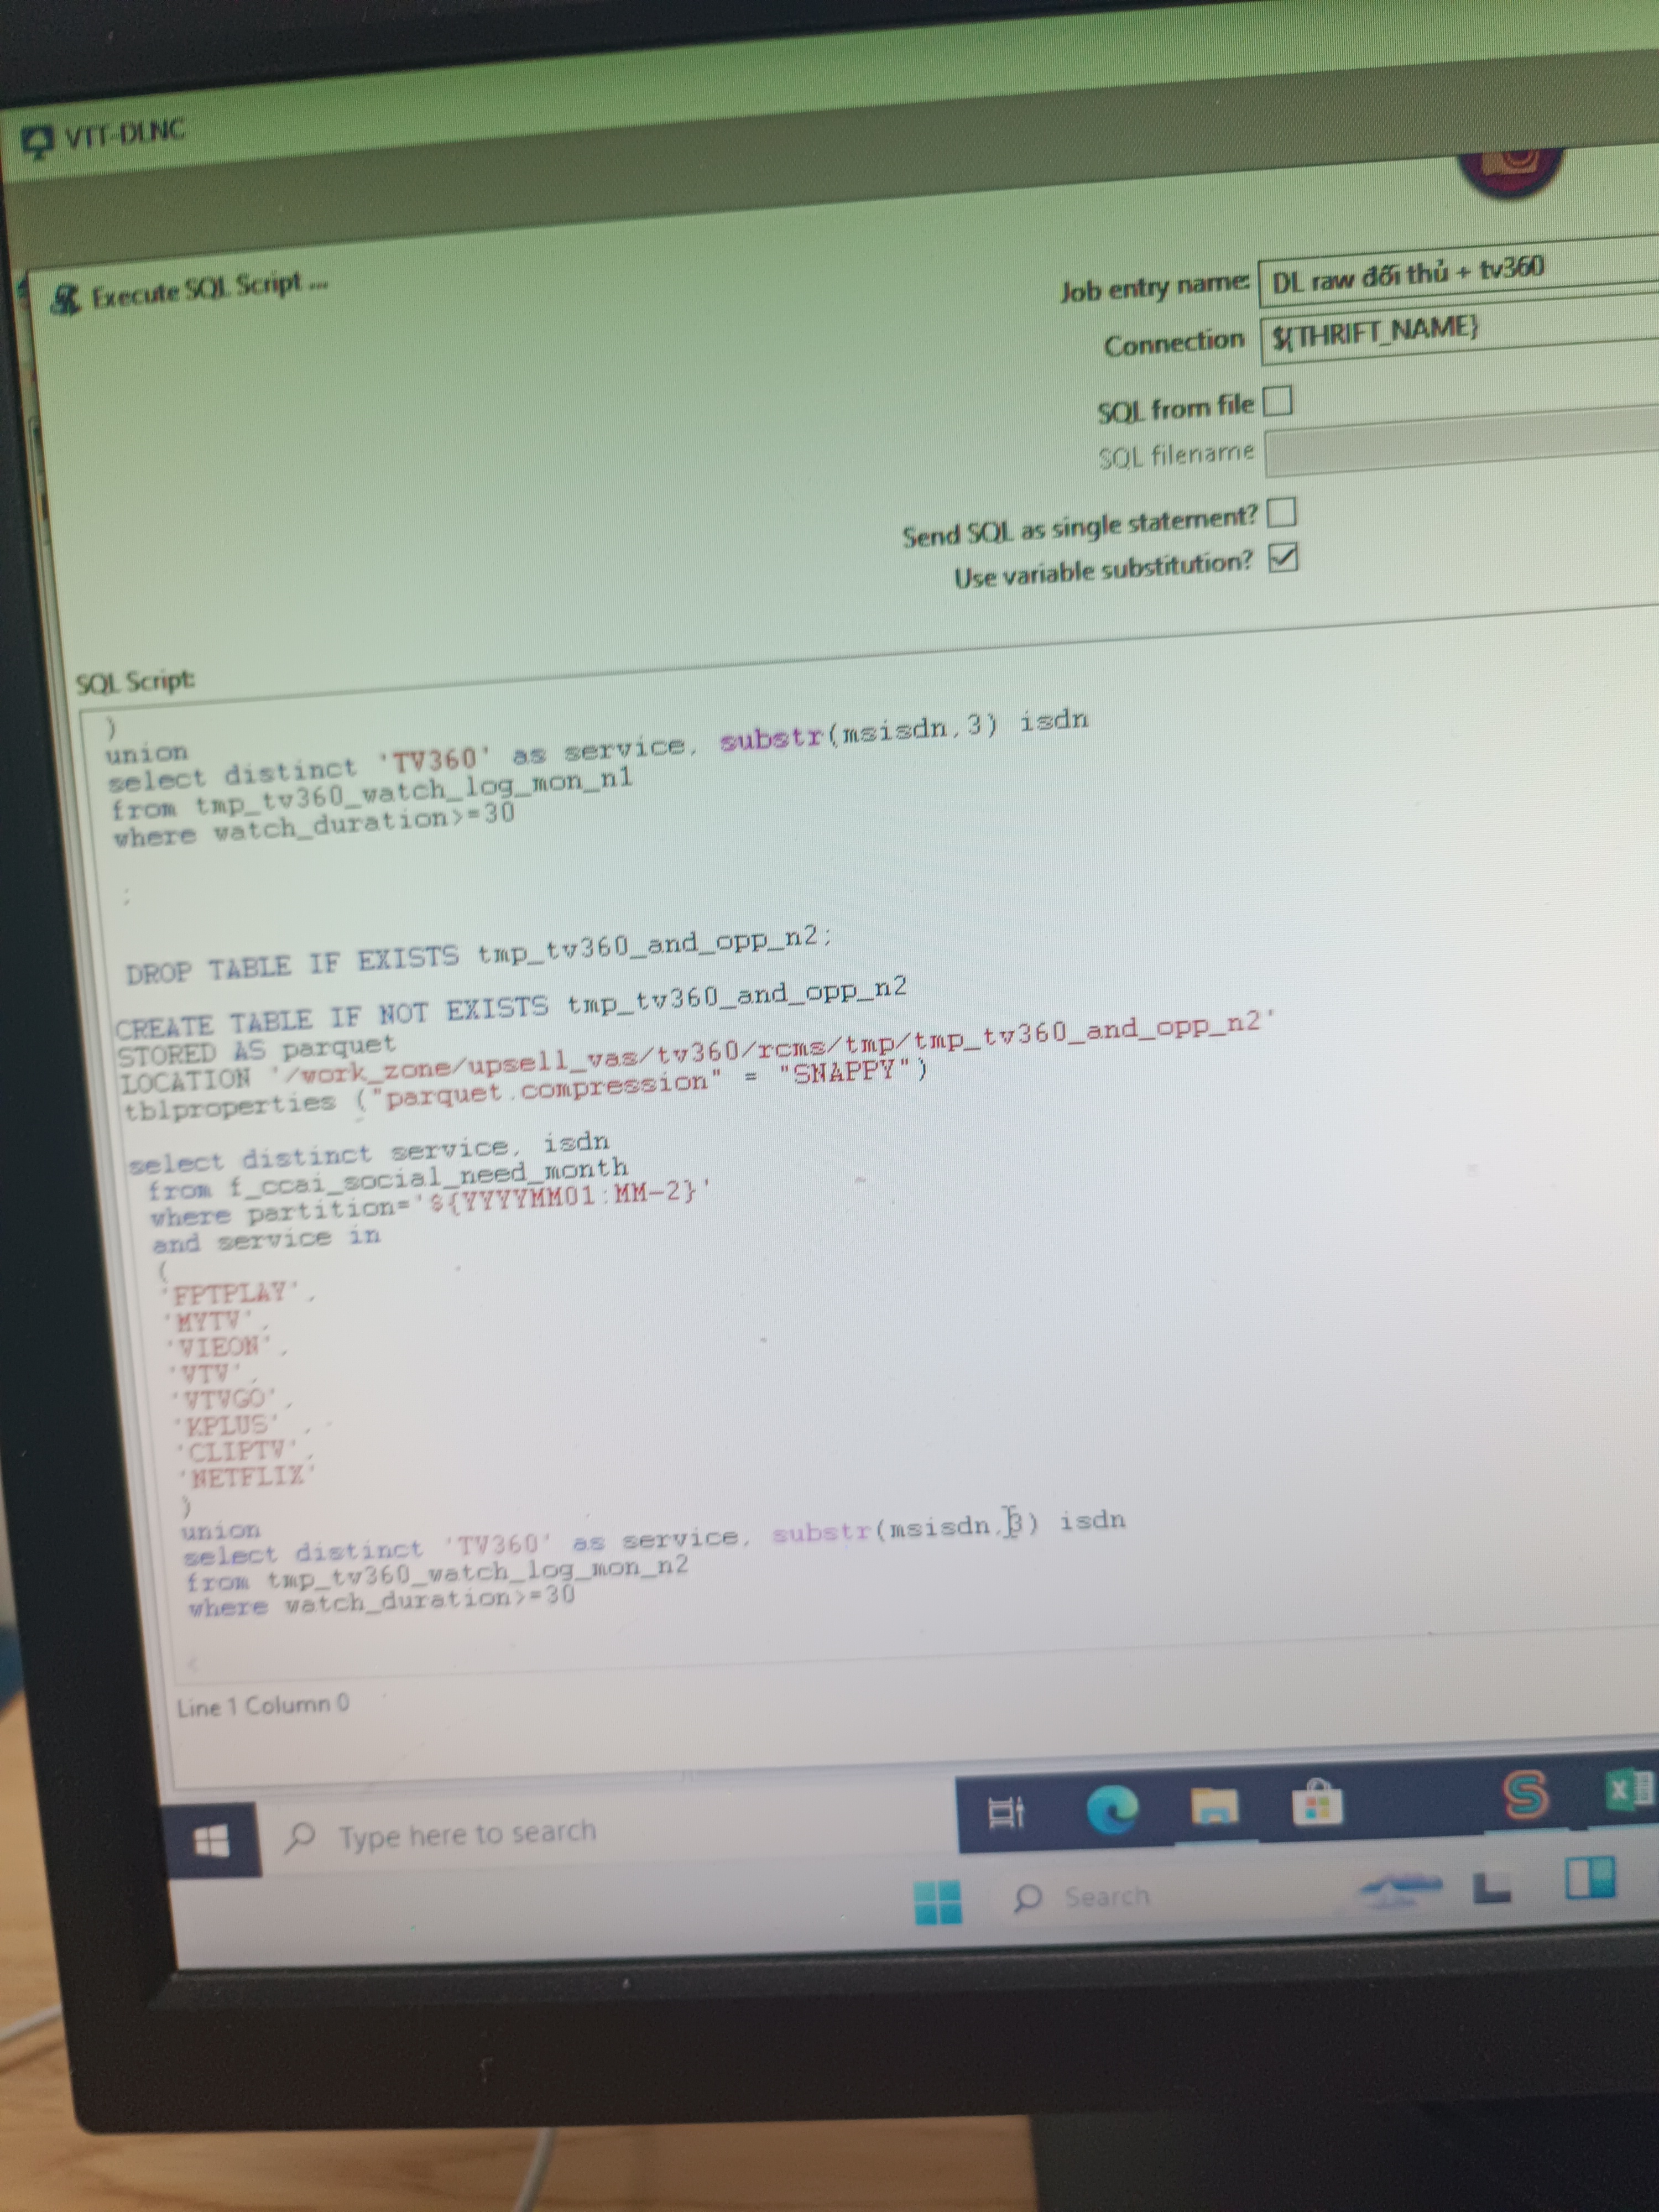 VTT-DLNC
Execute SQL Script ...
Job entry name: DL raw đối thủ + tv360
Connection ${THRIFT_NAME}
SQL from file
SQL filename
Send SQL as single statement?
Use variable substitution?
SQL Script:
)
union
select distinct 'TV360' as service, substr(msisdn,3) isdn
from tmp_tv360_watch_log_mon_n1
where watch_duration>=30
;
DROP TABLE IF EXISTS tmp_tv360_and_opp_n2;
CREATE TABLE IF NOT EXISTS tmp_tv360_and_opp_n2
STORED AS parquet
LOCATION '/work_zone/upsell_vas/tv360/rcms/tmp/tmp_tv360_and_opp_n2'
tblproperties ("parquet.compression" = "SNAPPY")
select distinct service, isdn
from f_ccai_social_need_month
where partition='${YYYYMM01:MM-2}'
and service in
(
'FPTPLAY',
'MYTV',
'VIEON',
'VTV',
'VTVGO',
'KPLUS' ,
'CLIPTV',
'NETFLIX'
)
union
select distinct 'TV360' as service, substr(msisdn,3) isdn
from tmp_tv360_watch_log_mon_n2
where watch_duration>=30
<
Line 1 Column 0
Type here to search
Search